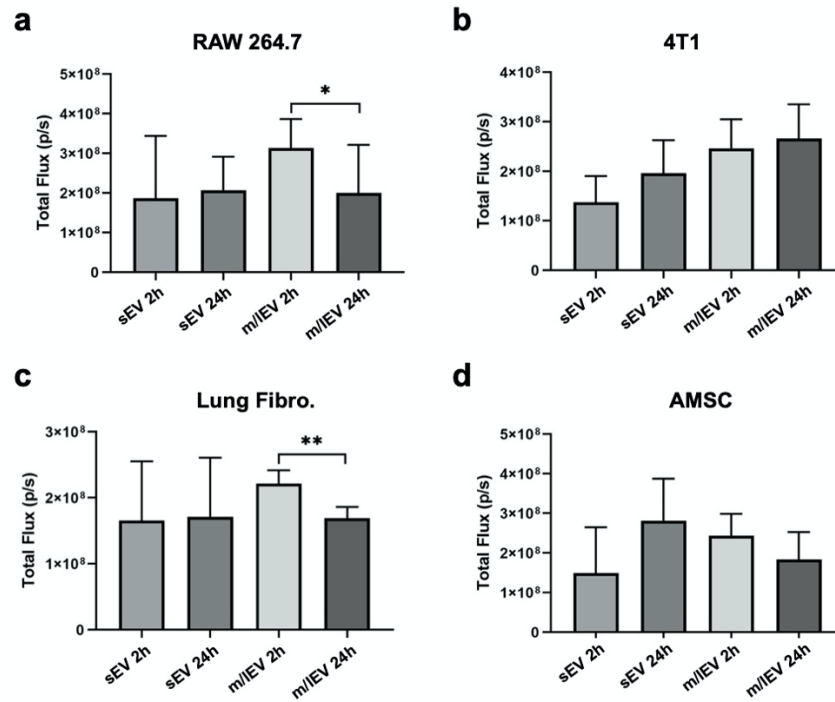 a
RAW 264.7
Total Flux (p/s)
5×10⁸
4×10⁸
3×10⁸
2×10⁸
1×10⁸
0
*
sEV 2h
sEV 24h
m/lEV 2h
m/lEV 24h
b
4T1
Total Flux (p/s)
4×10⁸
3×10⁸
2×10⁸
1×10⁸
0
sEV 2h
sEV 24h
m/lEV 2h
m/lEV 24h
c
Lung Fibro.
Total Flux (p/s)
3×10⁸
2×10⁸
1×10⁸
0
**
sEV 2h
sEV 24h
m/lEV 2h
m/lEV 24h
d
AMSC
Total Flux (p/s)
5×10⁸
4×10⁸
3×10⁸
2×10⁸
1×10⁸
0
sEV 2h
sEV 24h
m/lEV 2h
m/lEV 24h